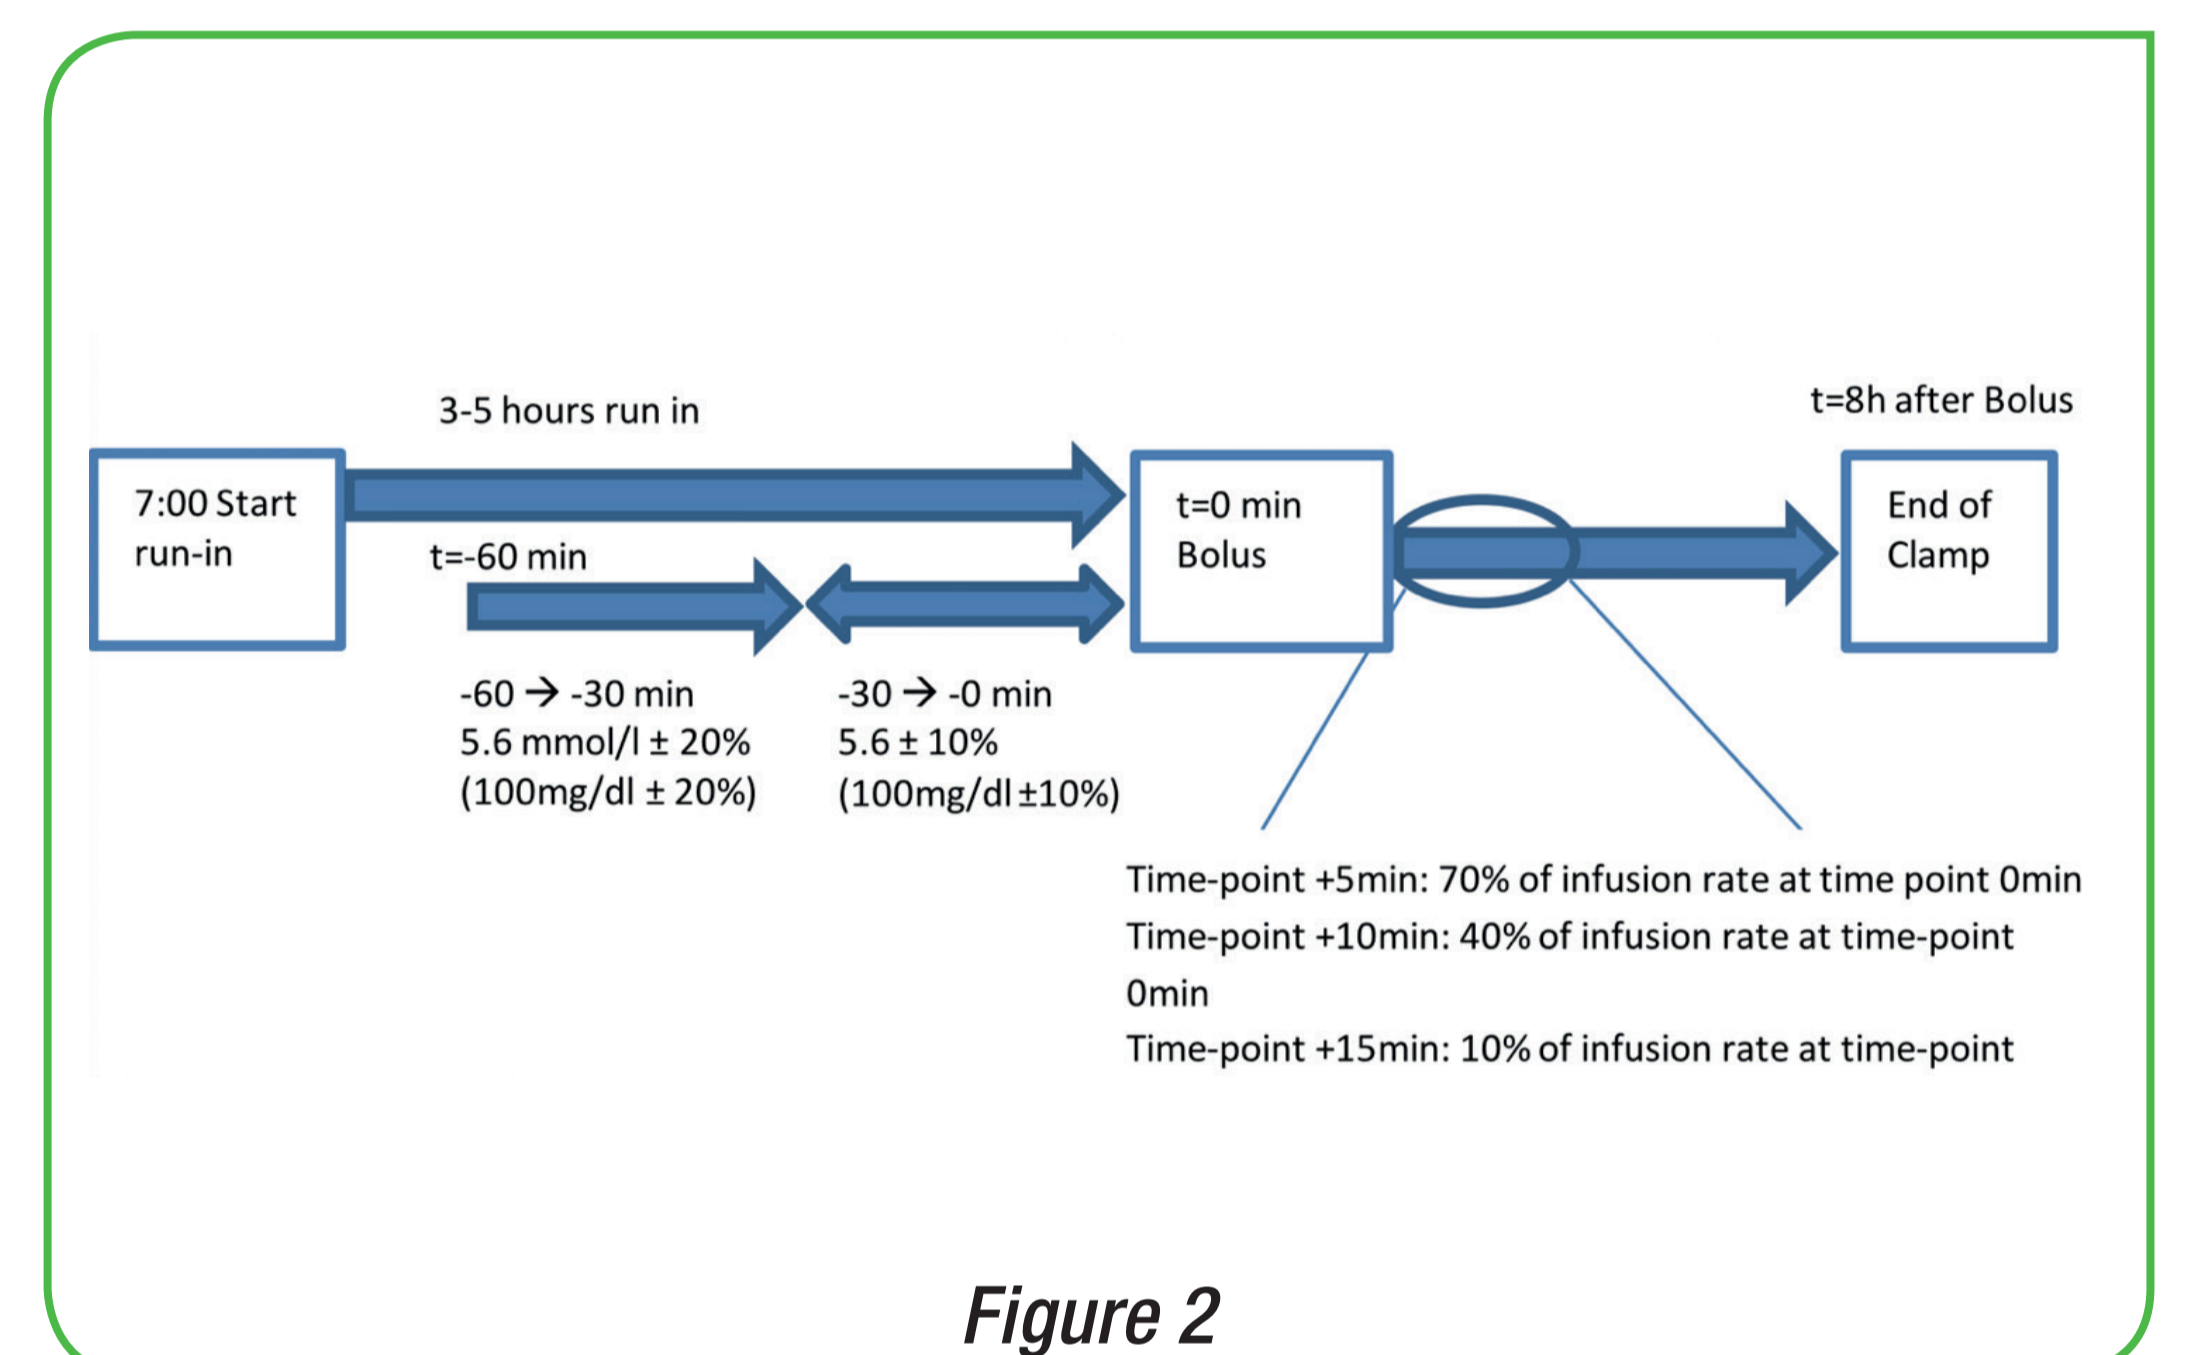 3-5 hours run in
t=8h after Bolus
7:00 Start
run-in
t=-60 min
t=0 min
Bolus
End of
Clamp
-60 → -30 min
5.6 mmol/l ± 20%
(100mg/dl ± 20%)
-30 → -0 min
5.6 ± 10%
(100mg/dl ±10%)
Time-point +5min: 70% of infusion rate at time point 0min
Time-point +10min: 40% of infusion rate at time-point
0min
Time-point +15min: 10% of infusion rate at time-point
Figure 2